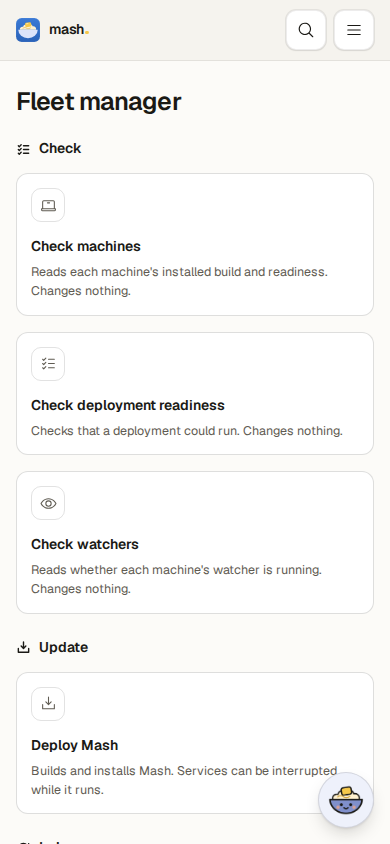 mash.
Fleet manager
Check
Check machines
Reads each machine's installed build and readiness.
Changes nothing.
Check deployment readiness
Checks that a deployment could run. Changes nothing.
Check watchers
Reads whether each machine's watcher is running.
Changes nothing.
Update
Deploy Mash
Builds and installs Mash. Services can be interrupted
while it runs.